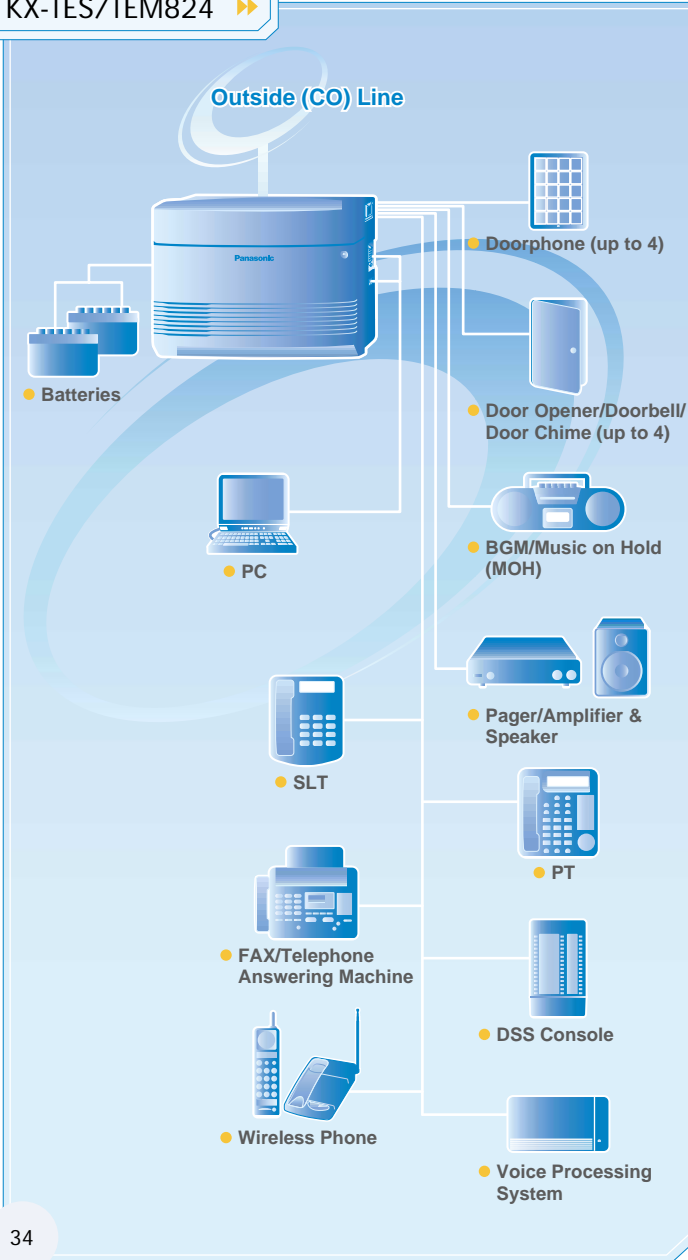 KX-TES/TEM824
Outside (CO) Line
Panasonic
Doorphone (up to 4)
Batteries
Door Opener/Doorbell/
Door Chime (up to 4)
PC
BGM/Music on Hold
(MOH)
Pager/Amplifier &
Speaker
SLT
PT
FAX/Telephone
Answering Machine
DSS Console
Wireless Phone
Voice Processing
System
34